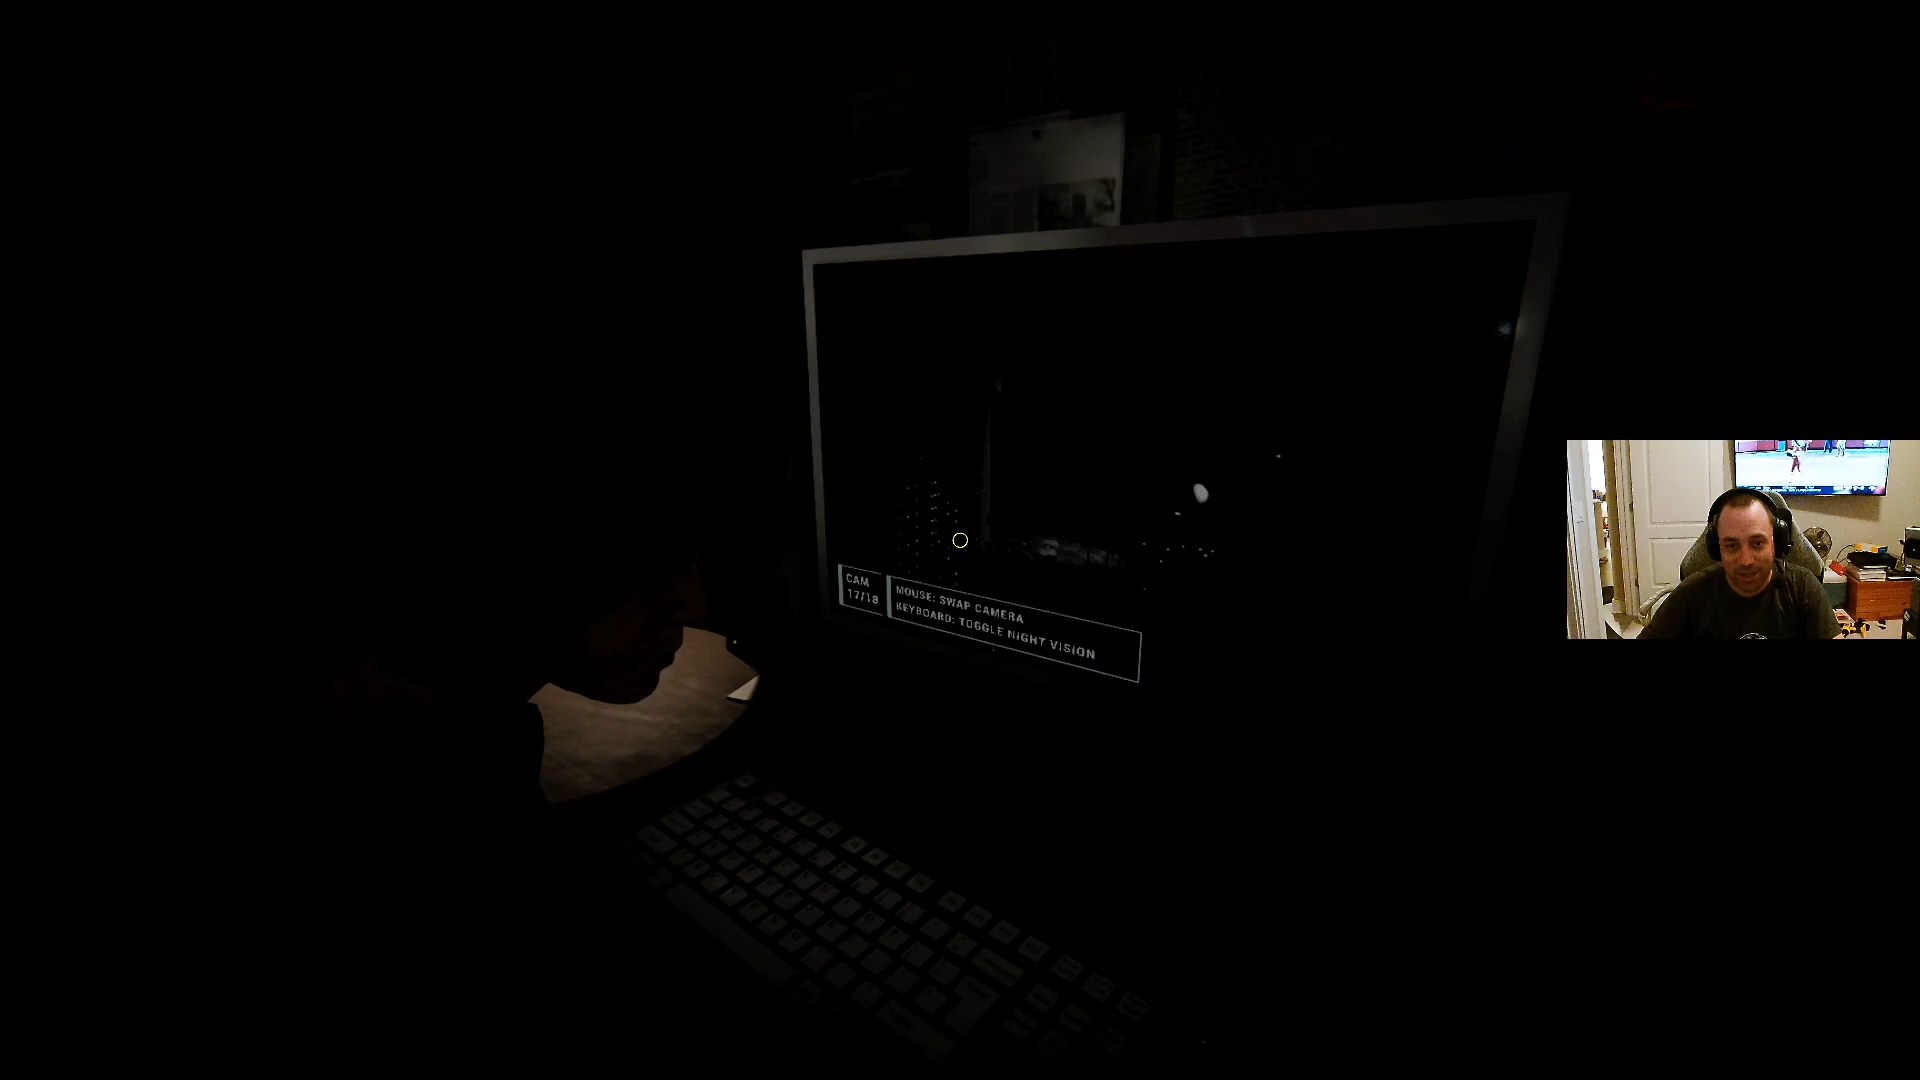 CAM
17/18
MOUSE: SWAP CAMERA
KEYBOARD: TOGGLE NIGHT VISION